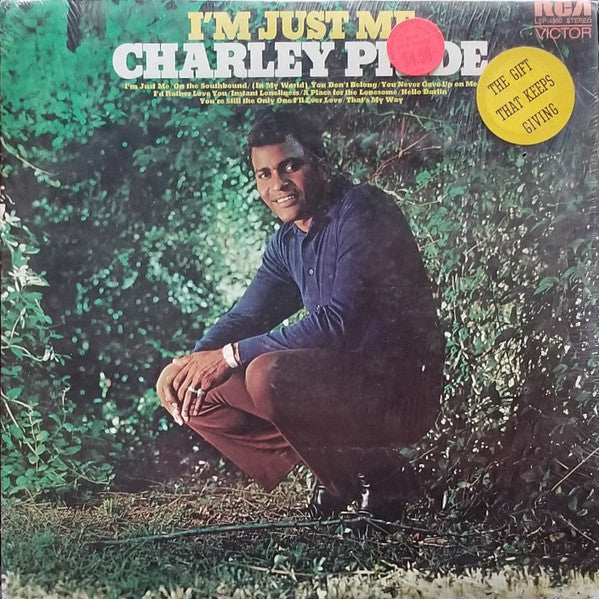 I'M JUST ME
RCA
LSP-4560 STEREO
VICTOR
CHARLEY PRIDE
I'm Just Me/On the Southbound/(In My World) You Don't Belong/You Never Gave Up on Me
I'd Rather Love You/Instant Loneliness/A Place for the Lonesome/Hello Darlin'
You're Still the Only One I'll Ever Love/That's My Way
THE GIFT
THAT KEEPS
GIVING